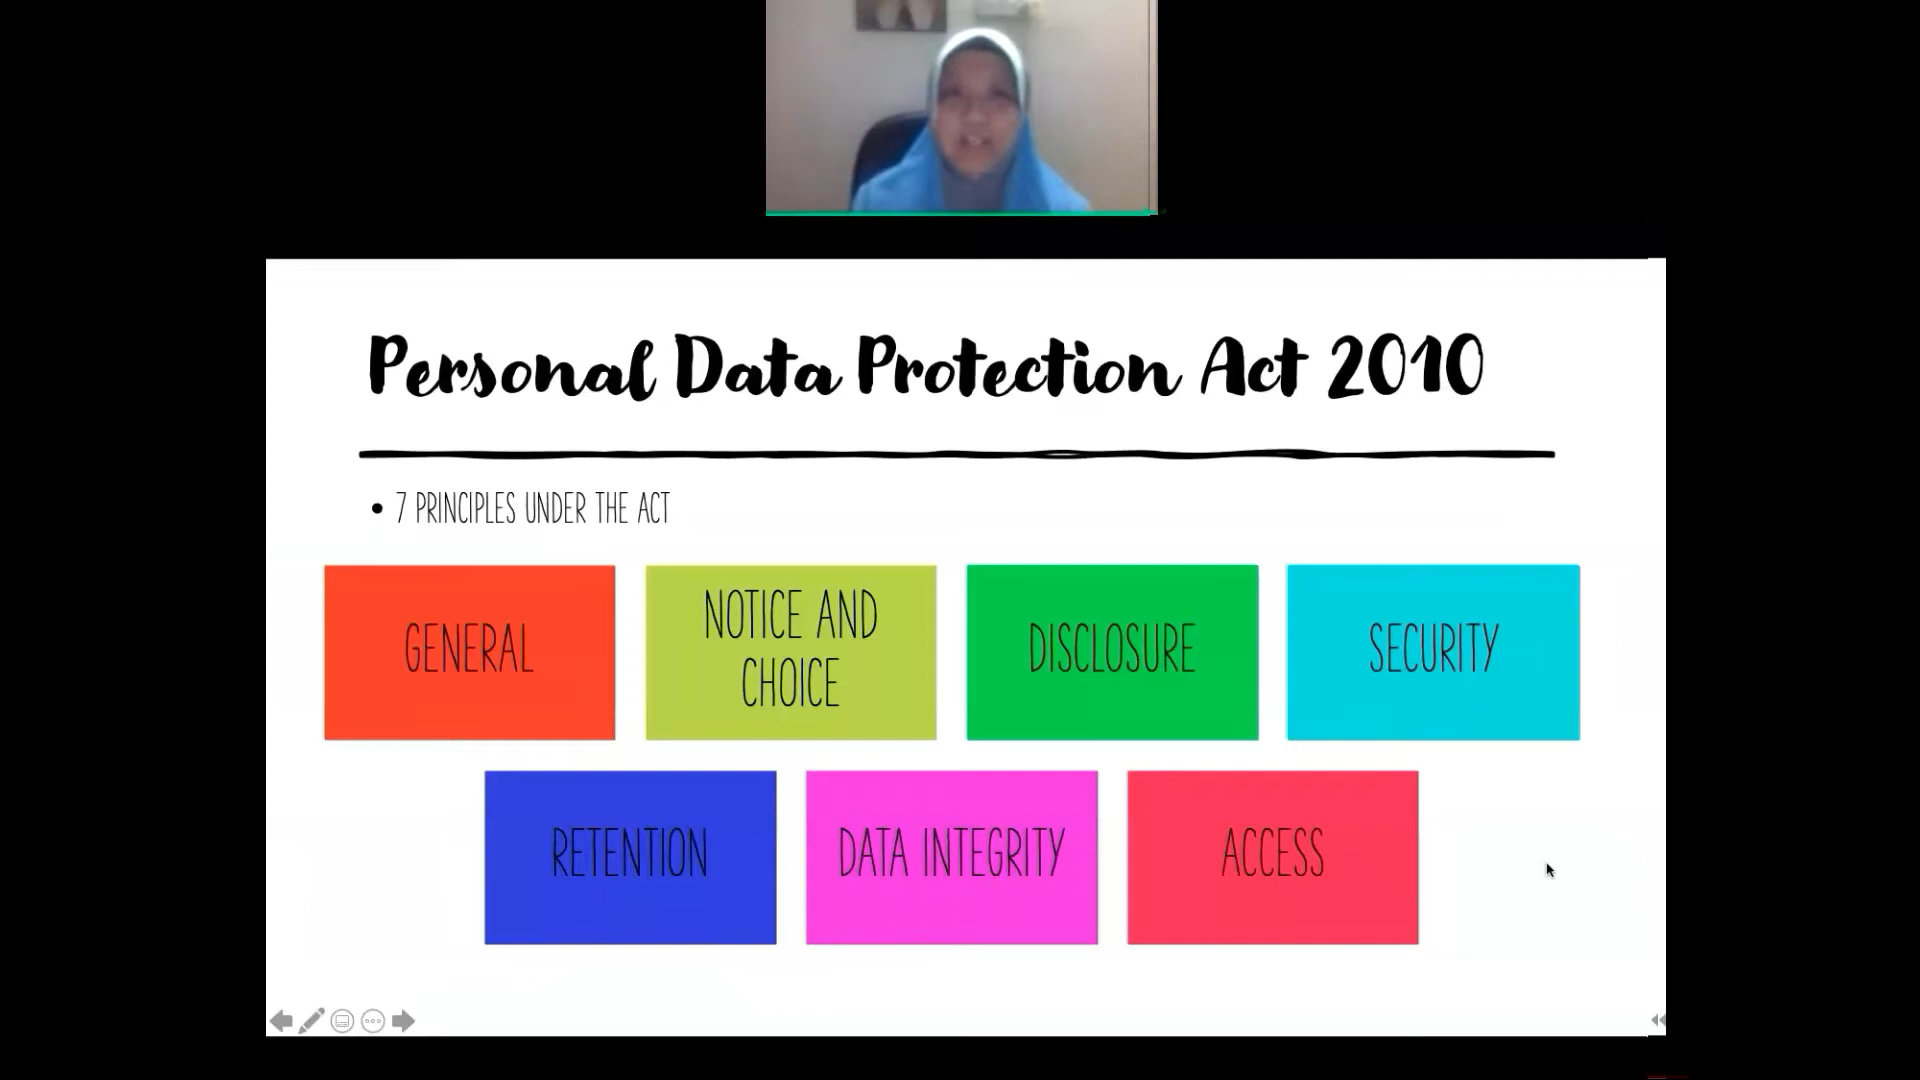 Personal Data Protection Act 2010
• 7 PRINCIPLES UNDER THE ACT
GENERAL
NOTICE AND
CHOICE
DISCLOSURE
SECURITY
RETENTION
DATA INTEGRITY
ACCESS